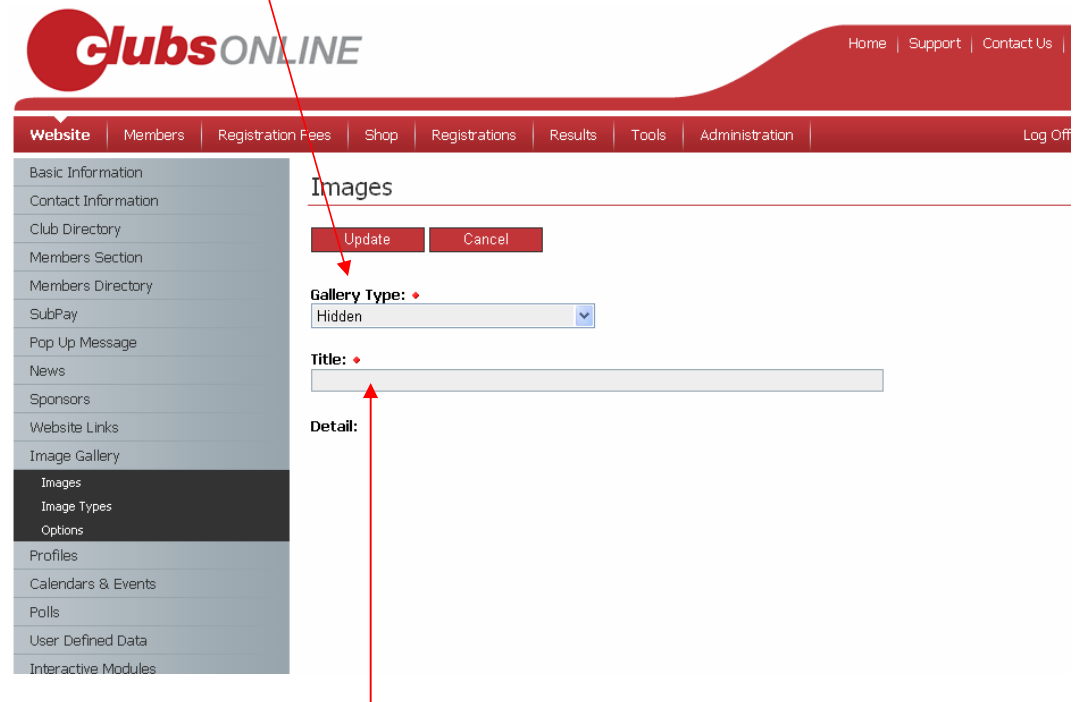 clubsONLINE
Home | Support | Contact Us |
Website Members Registration Fees Shop Registrations Results Tools Administration Log Off
Basic Information
Contact Information
Club Directory
Members Section
Members Directory
SubPay
Pop Up Message
News
Sponsors
Website Links
Image Gallery
Images
Image Types
Options
Profiles
Calendars & Events
Polls
User Defined Data
Interactive Modules
Images
Update Cancel
Gallery Type:
Hidden
Title:
Detail: